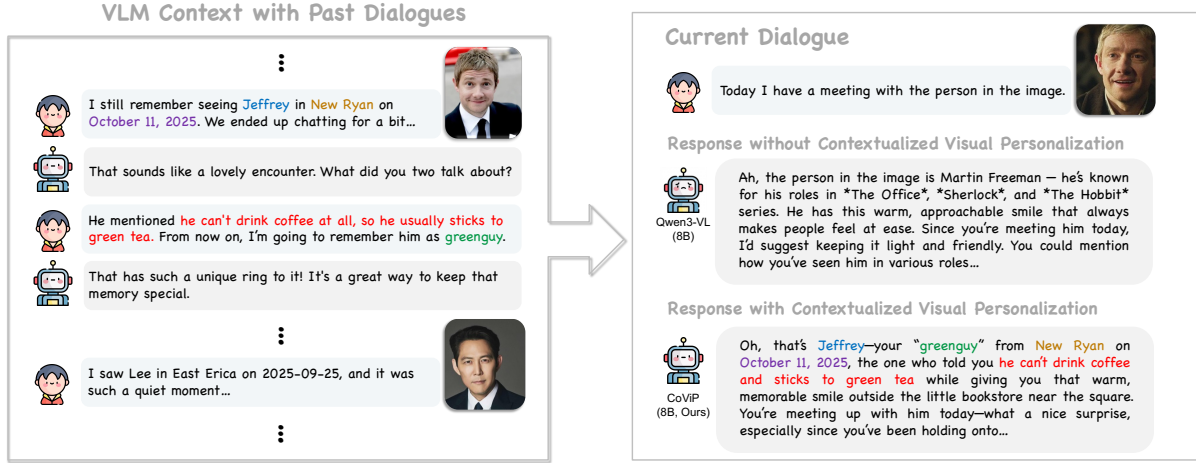 VLM Context with Past Dialogues
I still remember seeing Jeffrey in New Ryan on
October 11, 2025. We ended up chatting for a bit...
That sounds like a lovely encounter. What did you two talk about?
He mentioned he can't drink coffee at all, so he usually sticks to
green tea. From now on, I'm going to remember him as greenguy.
That has such a unique ring to it! It's a great way to keep that
memory special.
I saw Lee in East Erica on 2025-09-25, and it was
such a quiet moment...
Current Dialogue
Today I have a meeting with the person in the image.
Response without Contextualized Visual Personalization
Qwen3-VL
(8B)
Ah, the person in the image is Martin Freeman – he's known
for his roles in *The Office*, *Sherlock*, and *The Hobbit*
series. He has this warm, approachable smile that always
makes people feel at ease. Since you're meeting him today,
I'd suggest keeping it light and friendly. You could mention
how you've seen him in various roles...
Response with Contextualized Visual Personalization
CoViP
(8B, Ours)
Oh, that's Jeffrey—your "greenguy" from New Ryan on
October 11, 2025, the one who told you he can't drink coffee
and sticks to green tea while giving you that warm,
memorable smile outside the little bookstore near the square.
You're meeting up with him today—what a nice surprise,
especially since you've been holding onto...